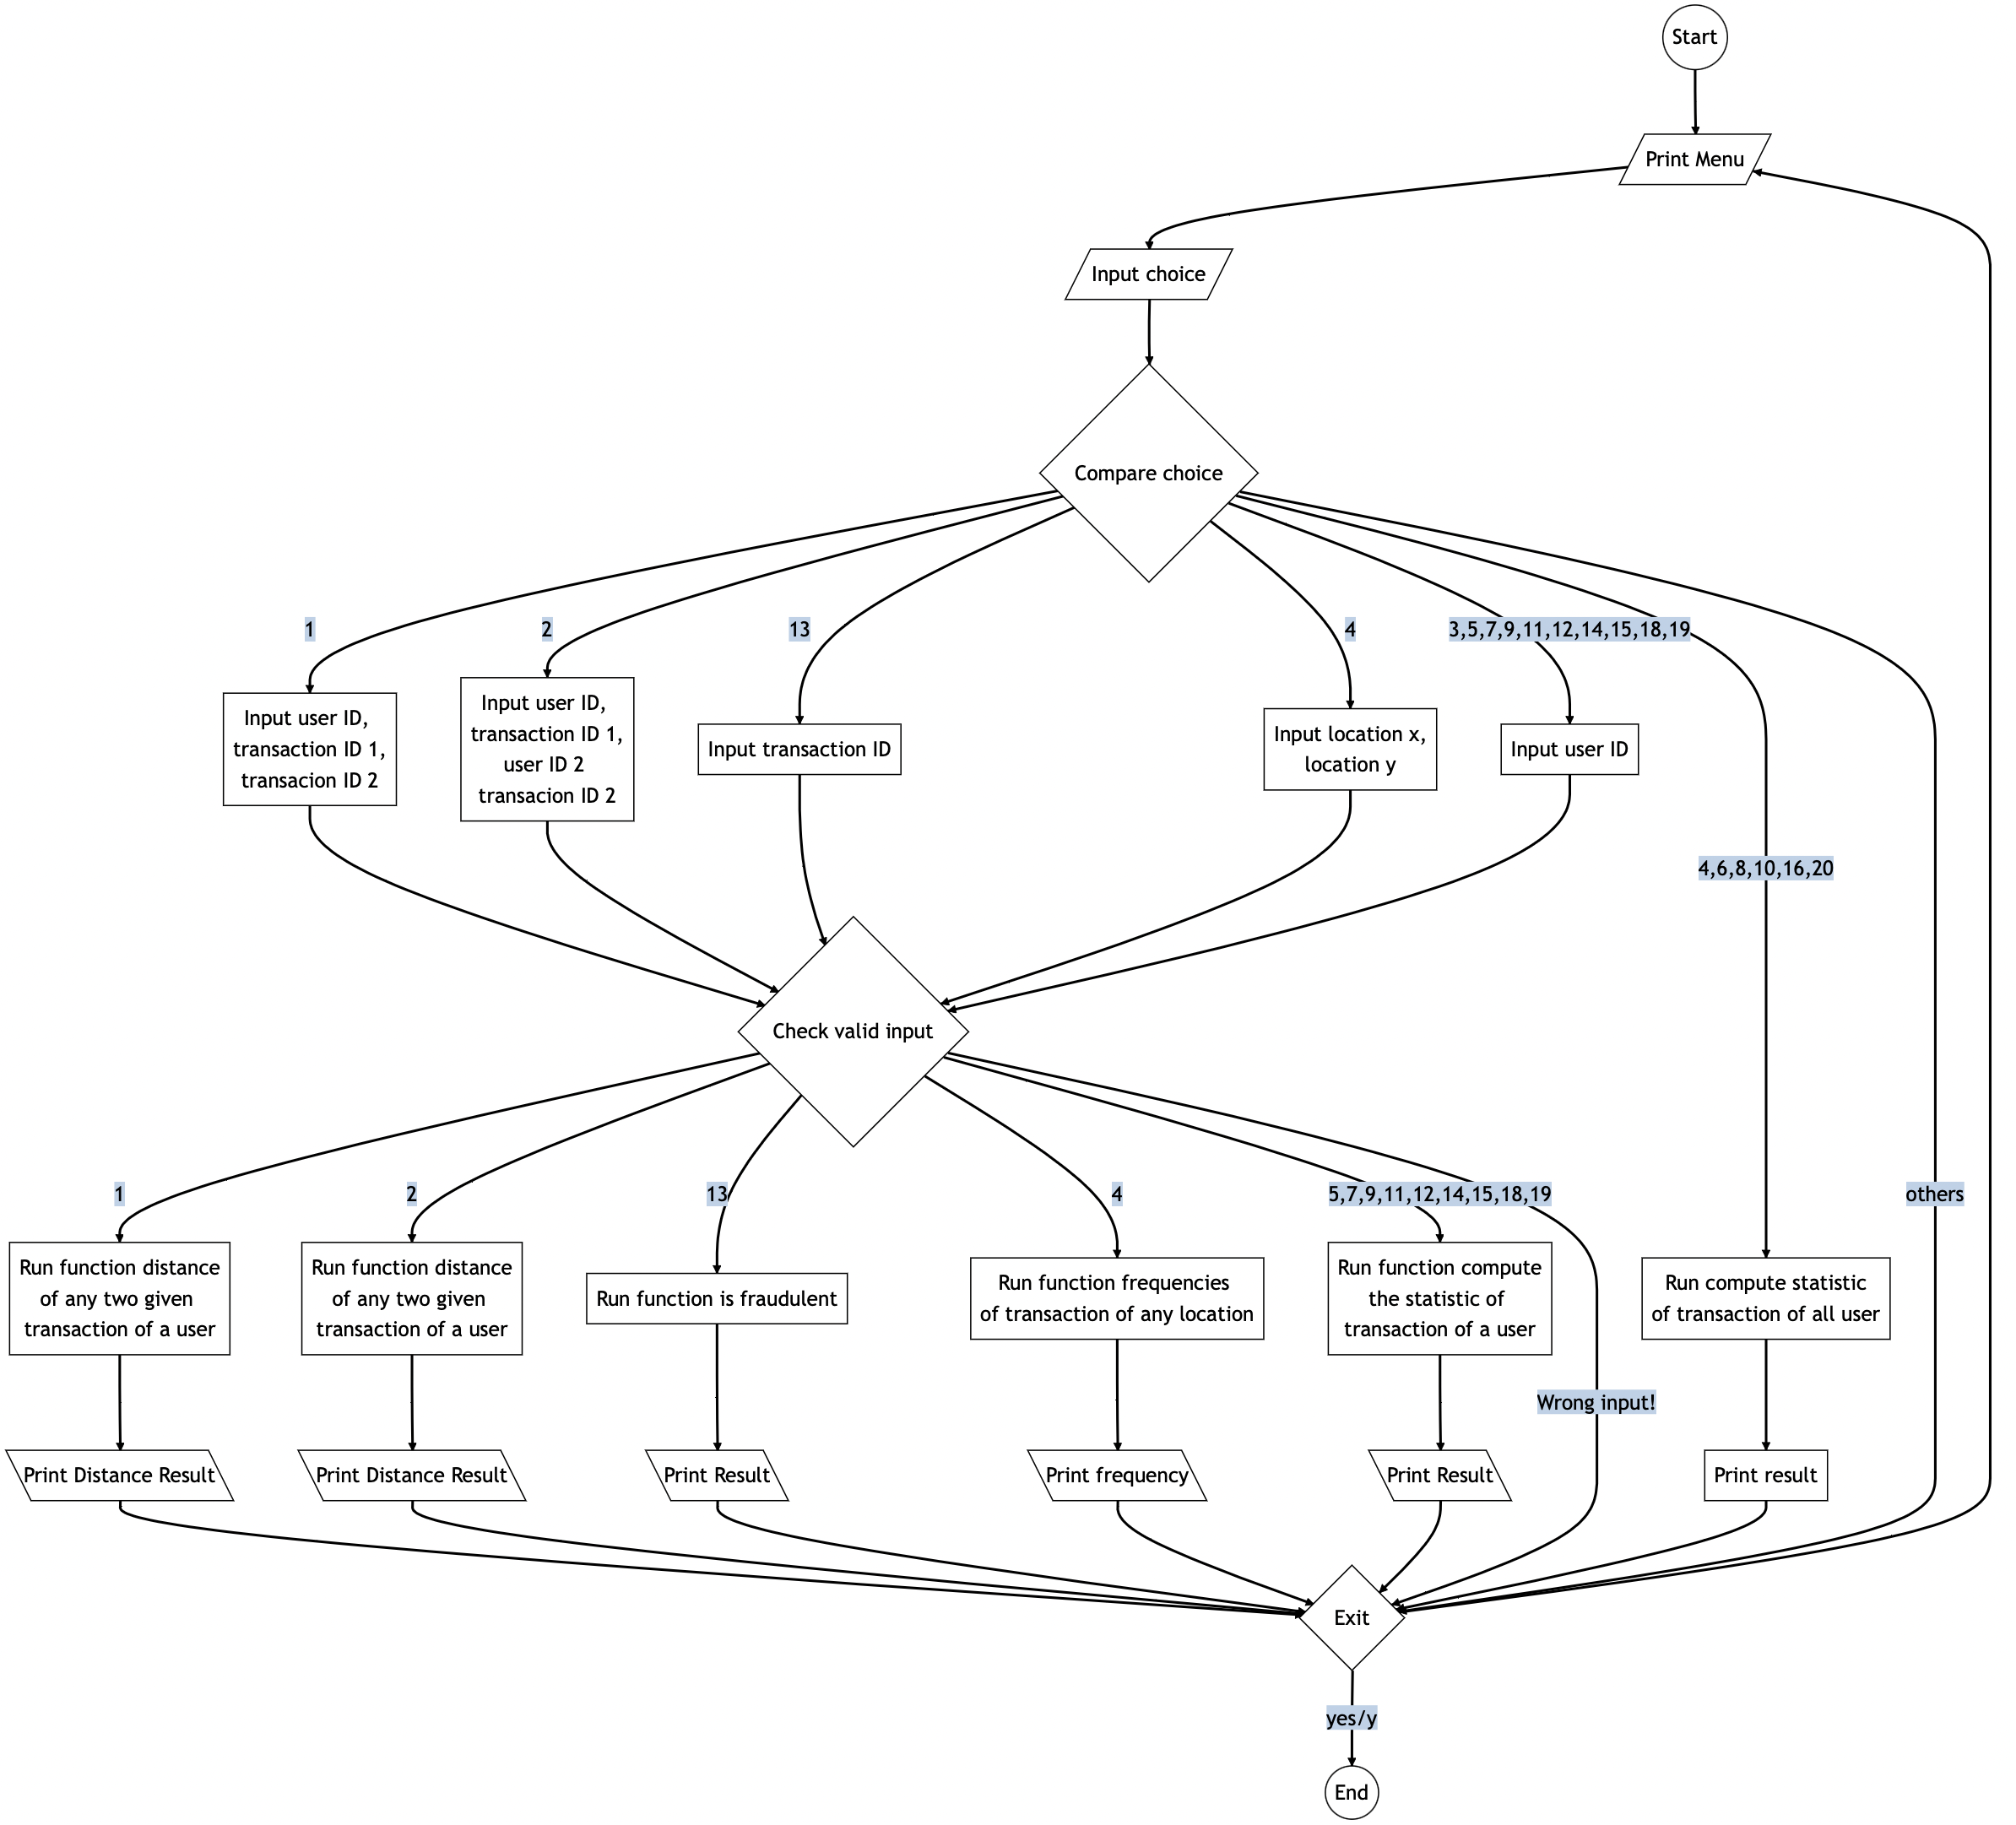 Start
Print Menu
Input choice
Compare choice
1
2
13
4
3,5,7,9,11,12,14,15,18,19
Input user ID,
transaction ID 1,
transacion ID 2
Input user ID,
transaction ID 1,
user ID 2
transacion ID 2
Input transaction ID
Input location x,
location y
Input user ID
4,6,8,10,16,20
Check valid input
1
2
13
4
5,7,9,11,12,14,15,18,19
others
Run function distance
of any two given
transaction of a user
Run function distance
of any two given
transaction of a user
Run function is fraudulent
Run function frequencies
of transaction of any location
Run function compute
the statistic of
transaction of a user
Run compute statistic
of transaction of all user
Wrong input!
Print Distance Result
Print Distance Result
Print Result
Print frequency
Print Result
Print result
Exit
yes/y
End